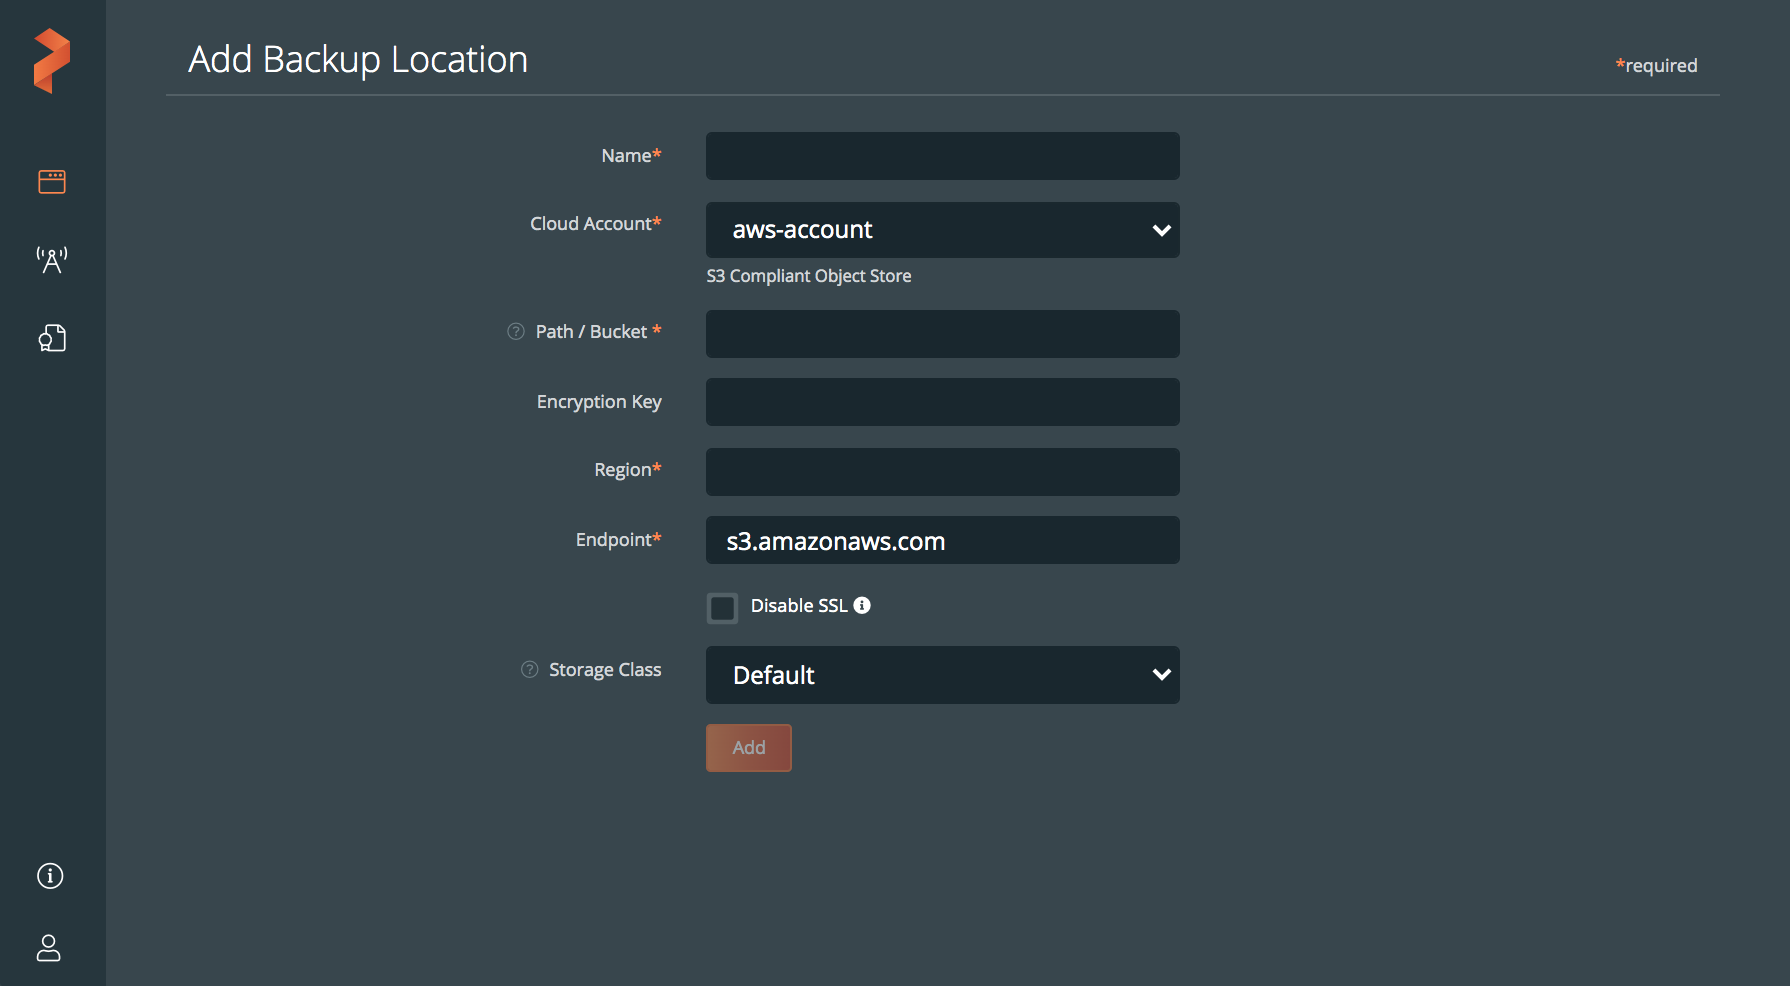 Add Backup Location
*required
Name*
Cloud Account*
aws-account
S3 Compliant Object Store
Path / Bucket *
Encryption Key
Region*
Endpoint*
s3.amazonaws.com
Disable SSL
Storage Class
Default
Add